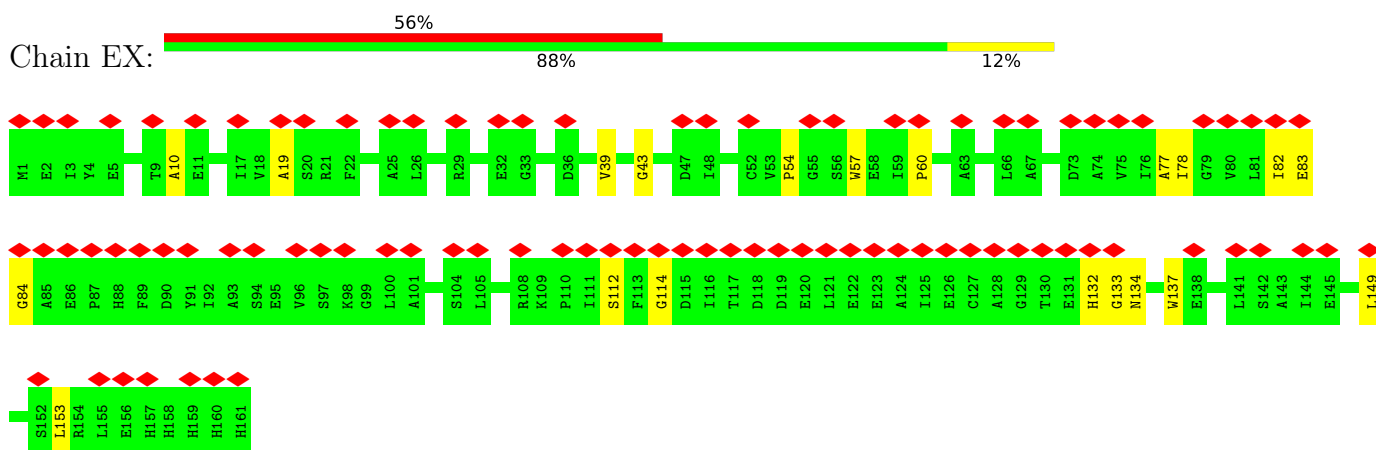 56%
Chain EX:
88% 12%
M1 E2 I3 Y4 E5 T9 A10 E11 I17 V18 A19 S20 R21 F22 A25 L26 R29 E32 G33 D36 V39 G43 D47 I48 C52 V53 P54 G55 S56 W57 E58 I59 P60 A63 L66 A67 D73 A74 V75 I76 A77 I78 G79 V80 L81 I82 E83
G84 A85 E86 P87 H88 F89 D90 Y91 I92 A93 S94 E95 V96 S97 K98 G99 L100 A101 S104 L105 R108 K109 P110 I111 S112 F113 G114 D115 I116 T117 D118 D119 E120 L121 E122 E123 A124 I125 E126 C127 A128 G129 T130 E131 H132 G133 N134 W137 E138 L141 S142 A143 I144 E145 L149
S152 L153 R154 L155 E156 H157 H158 H159 H160 H161